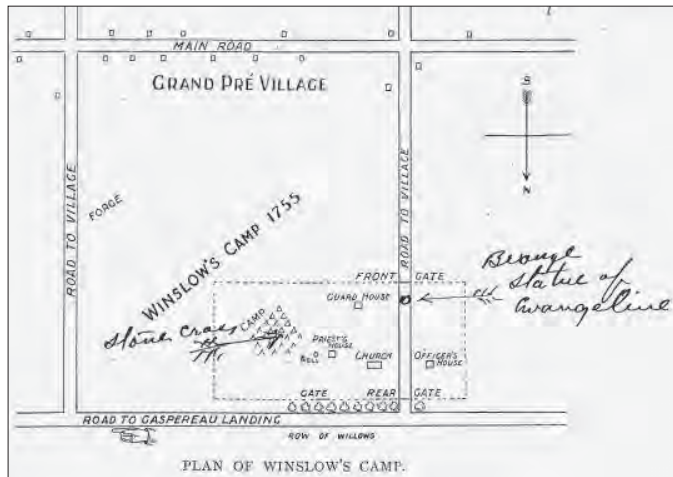 MAIN ROAD
GRAND PRÉ VILLAGE
S
N
ROAD TO VILLAGE
FORGE
WINSLOW'S CAMP 1755
ROAD TO VILLAGE
FRONT GATE
GUARD HOUSE
Bronze
Statue of
Evangeline
Stone Cross
CAMP
PRIEST'S
HOUSE
CHURCH
OFFICER'S
HOUSE
GATE REAR GATE
ROAD TO GASPEREAU LANDING
ROW OF WILLOWS
PLAN OF WINSLOW'S CAMP.